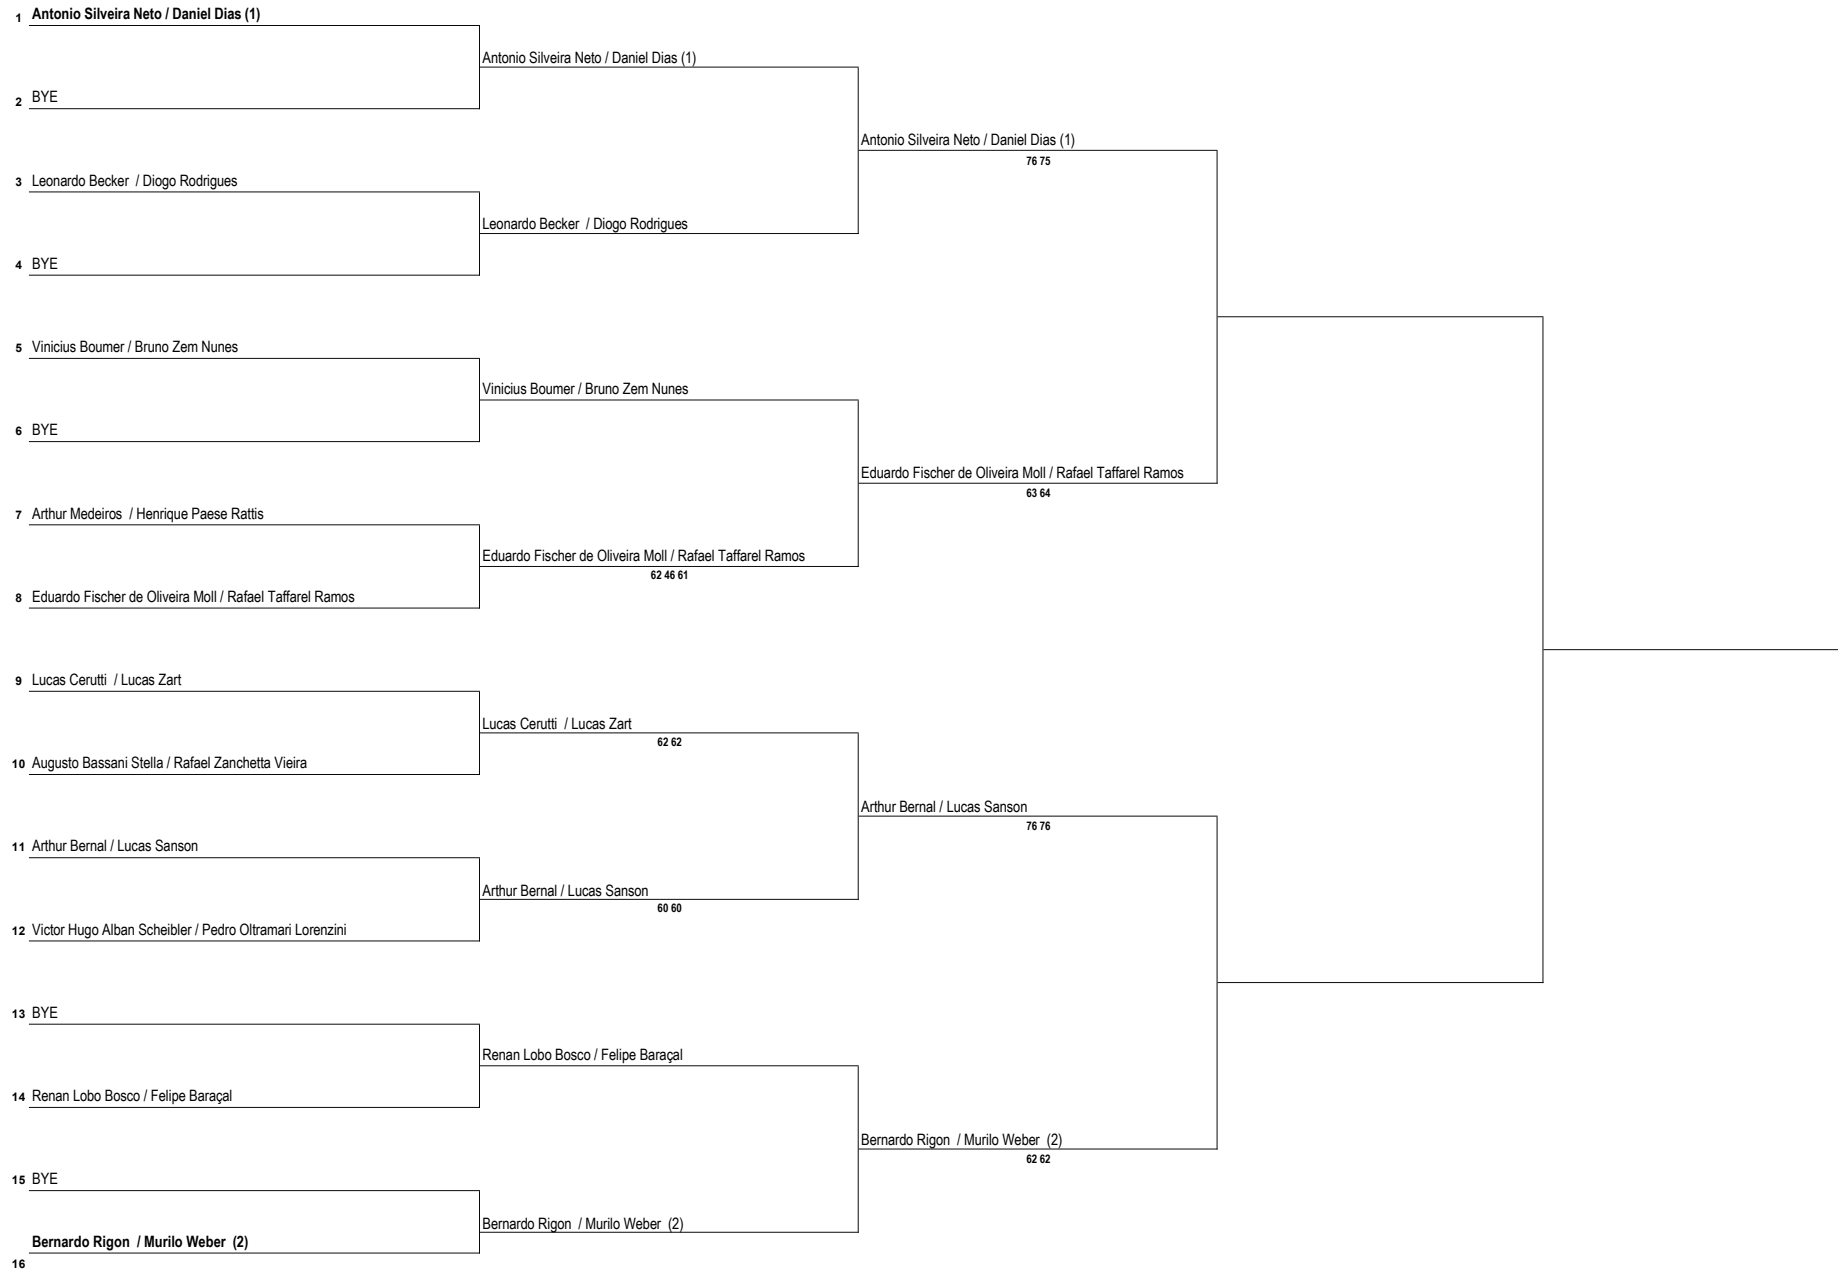 1 Antonio Silveira Neto / Daniel Dias (1)
Antonio Silveira Neto / Daniel Dias (1)
2 BYE
Antonio Silveira Neto / Daniel Dias (1)
76 75
3 Leonardo Becker / Diogo Rodrigues
Leonardo Becker / Diogo Rodrigues
4 BYE
5 Vinicius Boumer / Bruno Zem Nunes
Vinicius Boumer / Bruno Zem Nunes
6 BYE
Eduardo Fischer de Oliveira Moll / Rafael Taffarel Ramos
63 64
7 Arthur Medeiros / Henrique Paese Rattis
Eduardo Fischer de Oliveira Moll / Rafael Taffarel Ramos
62 46 61
8 Eduardo Fischer de Oliveira Moll / Rafael Taffarel Ramos
9 Lucas Cerutti / Lucas Zart
Lucas Cerutti / Lucas Zart
62 62
10 Augusto Bassani Stella / Rafael Zanchetta Vieira
Arthur Bernal / Lucas Sanson
76 76
11 Arthur Bernal / Lucas Sanson
Arthur Bernal / Lucas Sanson
60 60
12 Victor Hugo Alban Scheibler / Pedro Oltramari Lorenzini
13 BYE
Renan Lobo Bosco / Felipe Baraçal
14 Renan Lobo Bosco / Felipe Baraçal
Bernardo Rigon / Murilo Weber (2)
62 62
15 BYE
Bernardo Rigon / Murilo Weber (2)
Bernardo Rigon / Murilo Weber (2)
16